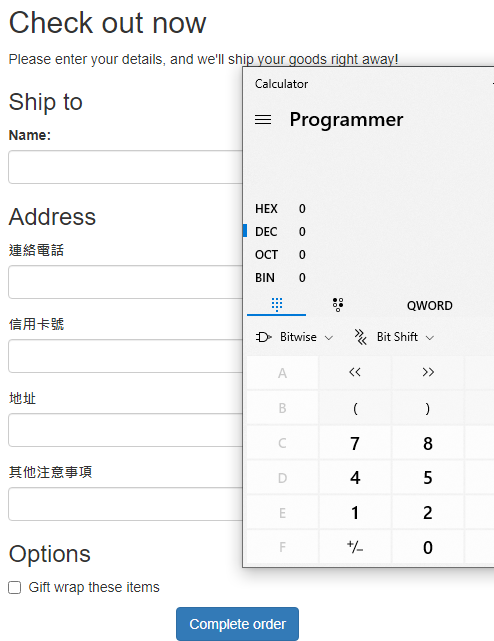 Check out now
Please enter your details, and we'll ship your goods right away!
Ship to
Name:
Address
連絡電話
信用卡號
地址
其他注意事項
Options
Gift wrap these items
Complete order
Calculator
Programmer
HEX 0
DEC 0
OCT 0
BIN 0
QWORD
Bitwise Bit Shift
A << >>
B ( )
C 7 8
D 4 5
E 1 2
F +/− 0